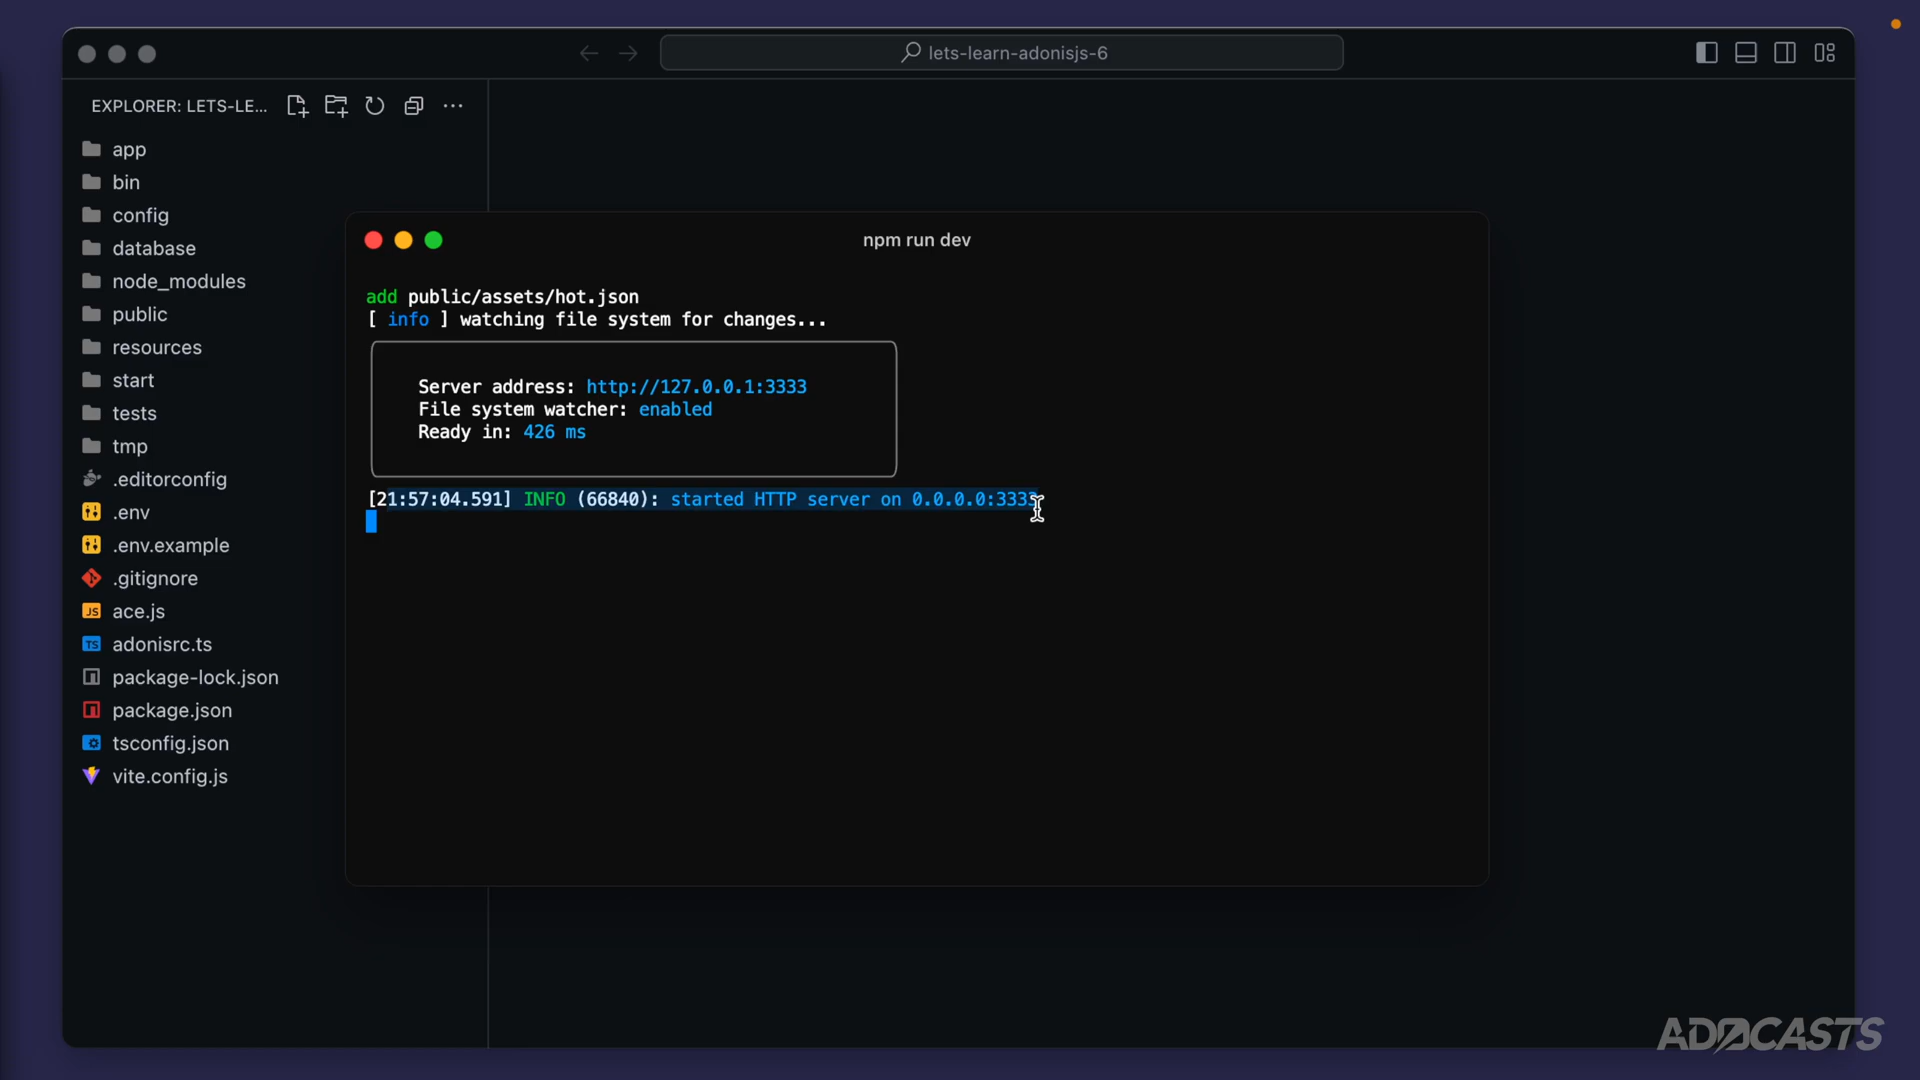 lets-learn-adonisjs-6
EXPLORER: LETS-LE...
app
bin
config
database
node_modules
public
resources
start
tests
tmp
.editorconfig
.env
.env.example
.gitignore
ace.js
adonisrc.ts
package-lock.json
package.json
tsconfig.json
vite.config.js
npm run dev
add public/assets/hot.json
[ info ] watching file system for changes...
Server address: http://127.0.0.1:3333
File system watcher: enabled
Ready in: 426 ms
[21:57:04.591] INFO (66840): started HTTP server on 0.0.0.0:3333
ADOCASTS